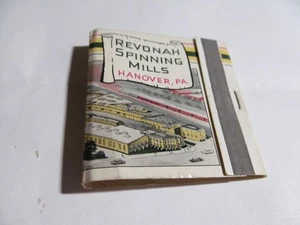 REVONAH
SPINNING
MILLS
HANOVER, PA.